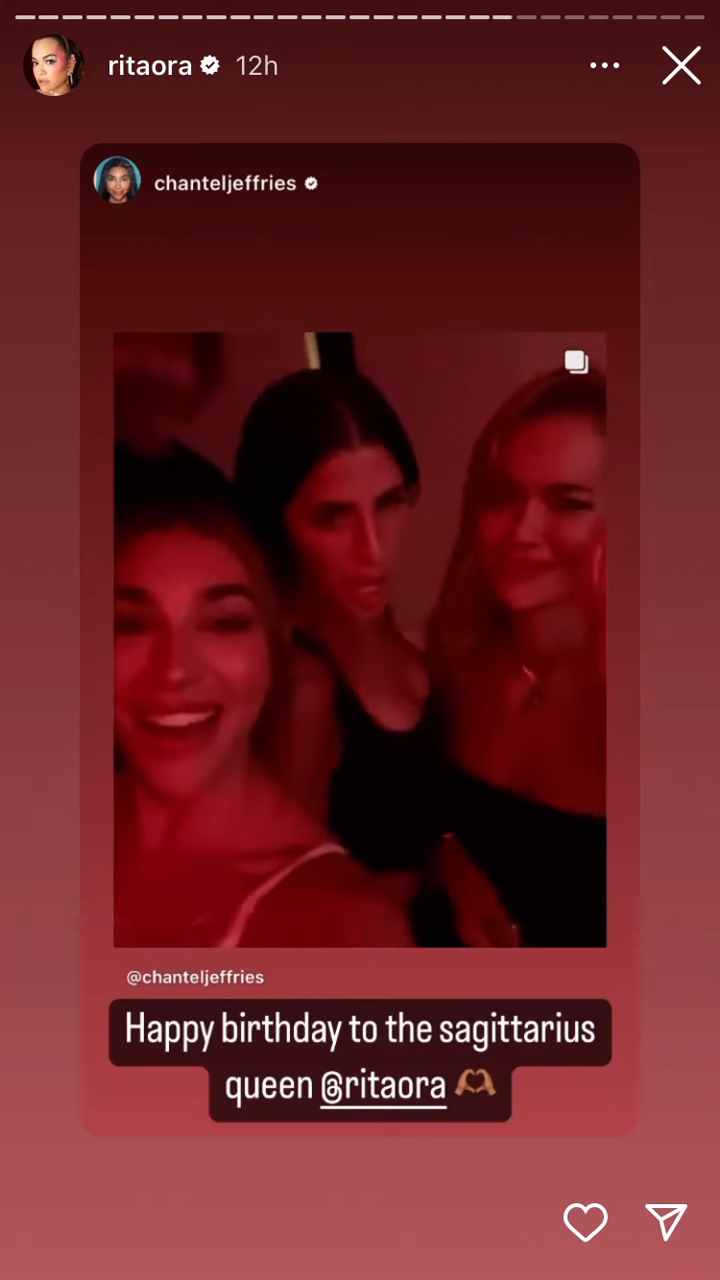 ritaora 12h
chanteljeffries
@chanteljeffries
Happy birthday to the sagittarius
queen @ritaora 🫶🏽